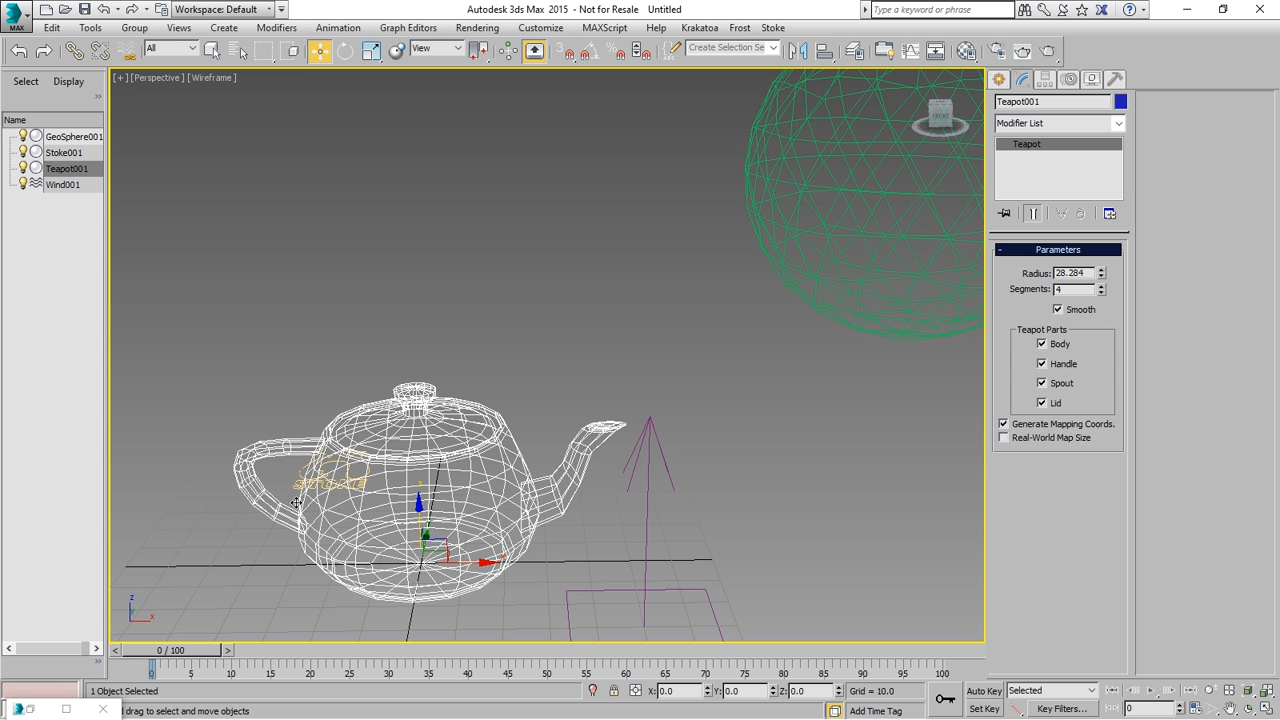 Workspace: Default
Autodesk 3ds Max 2015 - Not for Resale Untitled
Type a keyword or phrase
MAX
Edit Tools Group Views Create Modifiers Animation Graph Editors Rendering Customize MAXScript Help Krakatoa Frost Stoke
All
View
Create Selection Se
Select Display
Name
GeoSphere001
Stoke001
Teapot001
Wind001
[+] [Perspective] [Wireframe]
Teapot001
Modifier List
Teapot
- Parameters
Radius: 28.284
Segments: 4
Smooth
Teapot Parts
Body
Handle
Spout
Lid
Generate Mapping Coords.
Real-World Map Size
z
x
0 / 100
0 5 10 15 20 25 30 35 40 45 50 55 60 65 70 75 80 85 90 95 100
1 Object Selected
X: 0.0 Y: 0.0 Z: 0.0
Grid = 10.0
Auto Key Selected
drag to select and move objects
Add Time Tag
Set Key Key Filters...
0